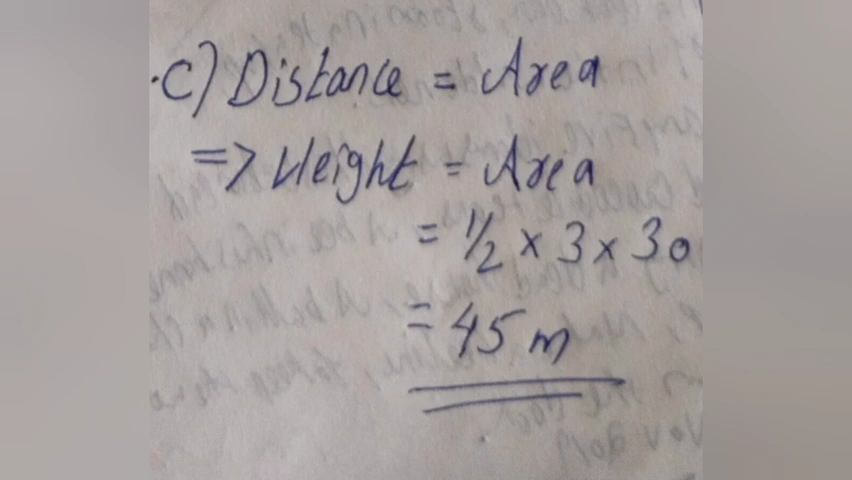 .C) Distance = Area
=> Height = Area
= 1/2 x 3 x 30
= 45 m